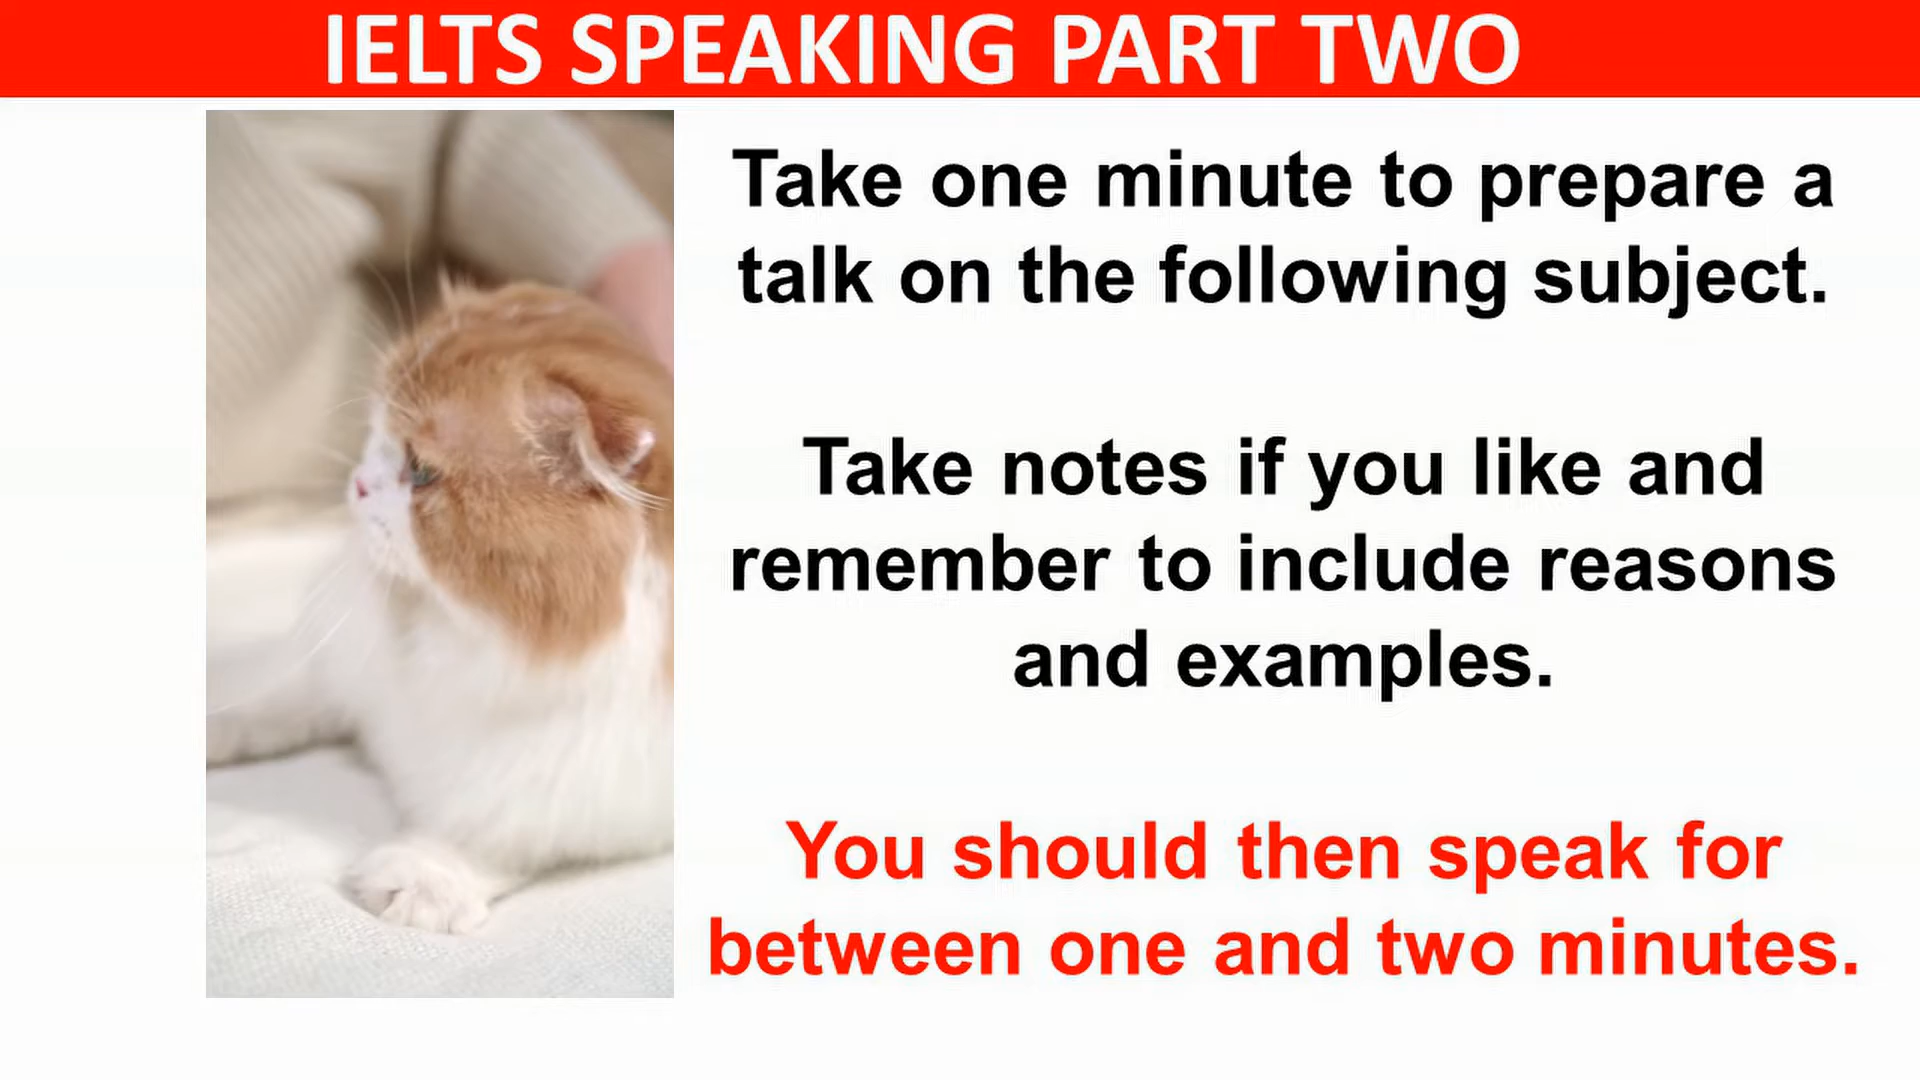 IELTS SPEAKING PART TWO
Take one minute to prepare a
talk on the following subject.
Take notes if you like and
remember to include reasons
and examples.
You should then speak for
between one and two minutes.